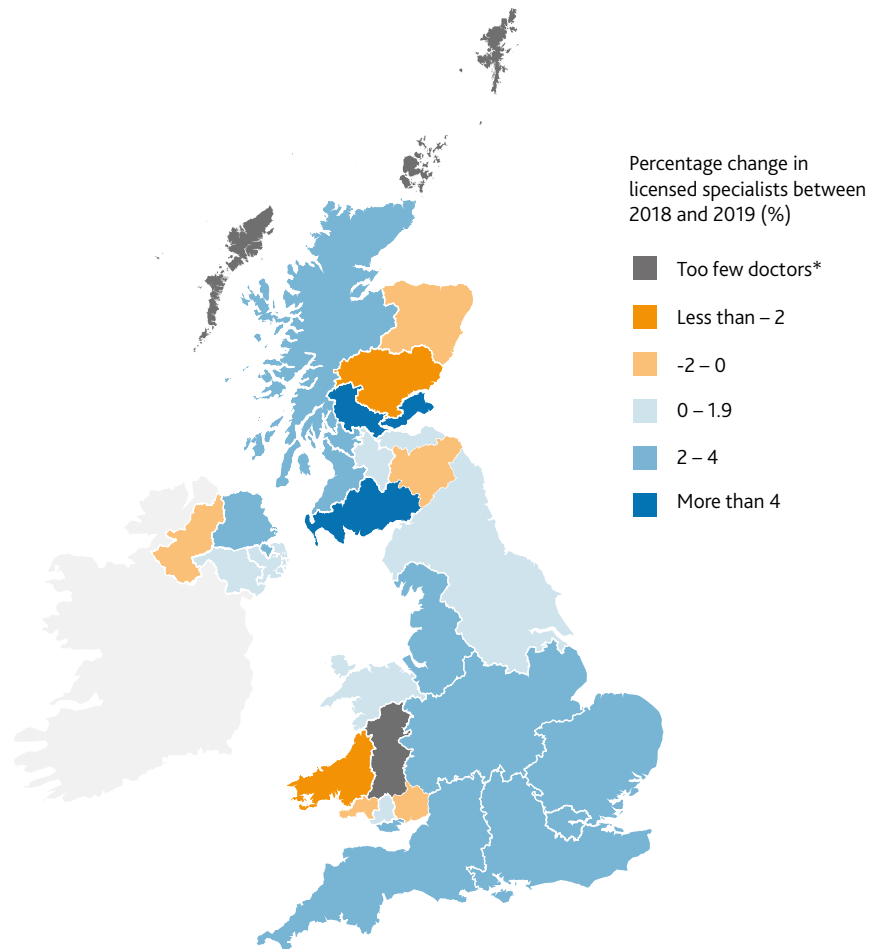 Percentage change in
licensed specialists between
2018 and 2019 (%)
Too few doctors*
Less than – 2
-2 – 0
0 – 1.9
2 – 4
More than 4